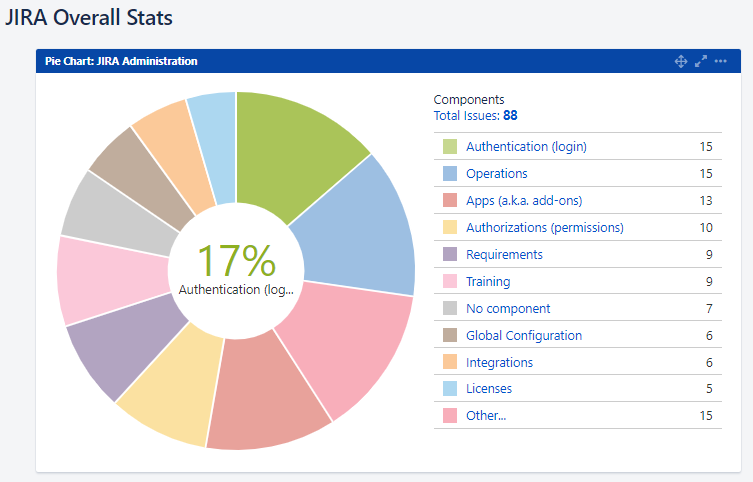 JIRA Overall Stats
Pie Chart: JIRA Administration
17%
Authentication (log...
Components
Total Issues: 88
Authentication (login) 15
Operations 15
Apps (a.k.a. add-ons) 13
Authorizations (permissions) 10
Requirements 9
Training 9
No component 7
Global Configuration 6
Integrations 6
Licenses 5
Other... 15